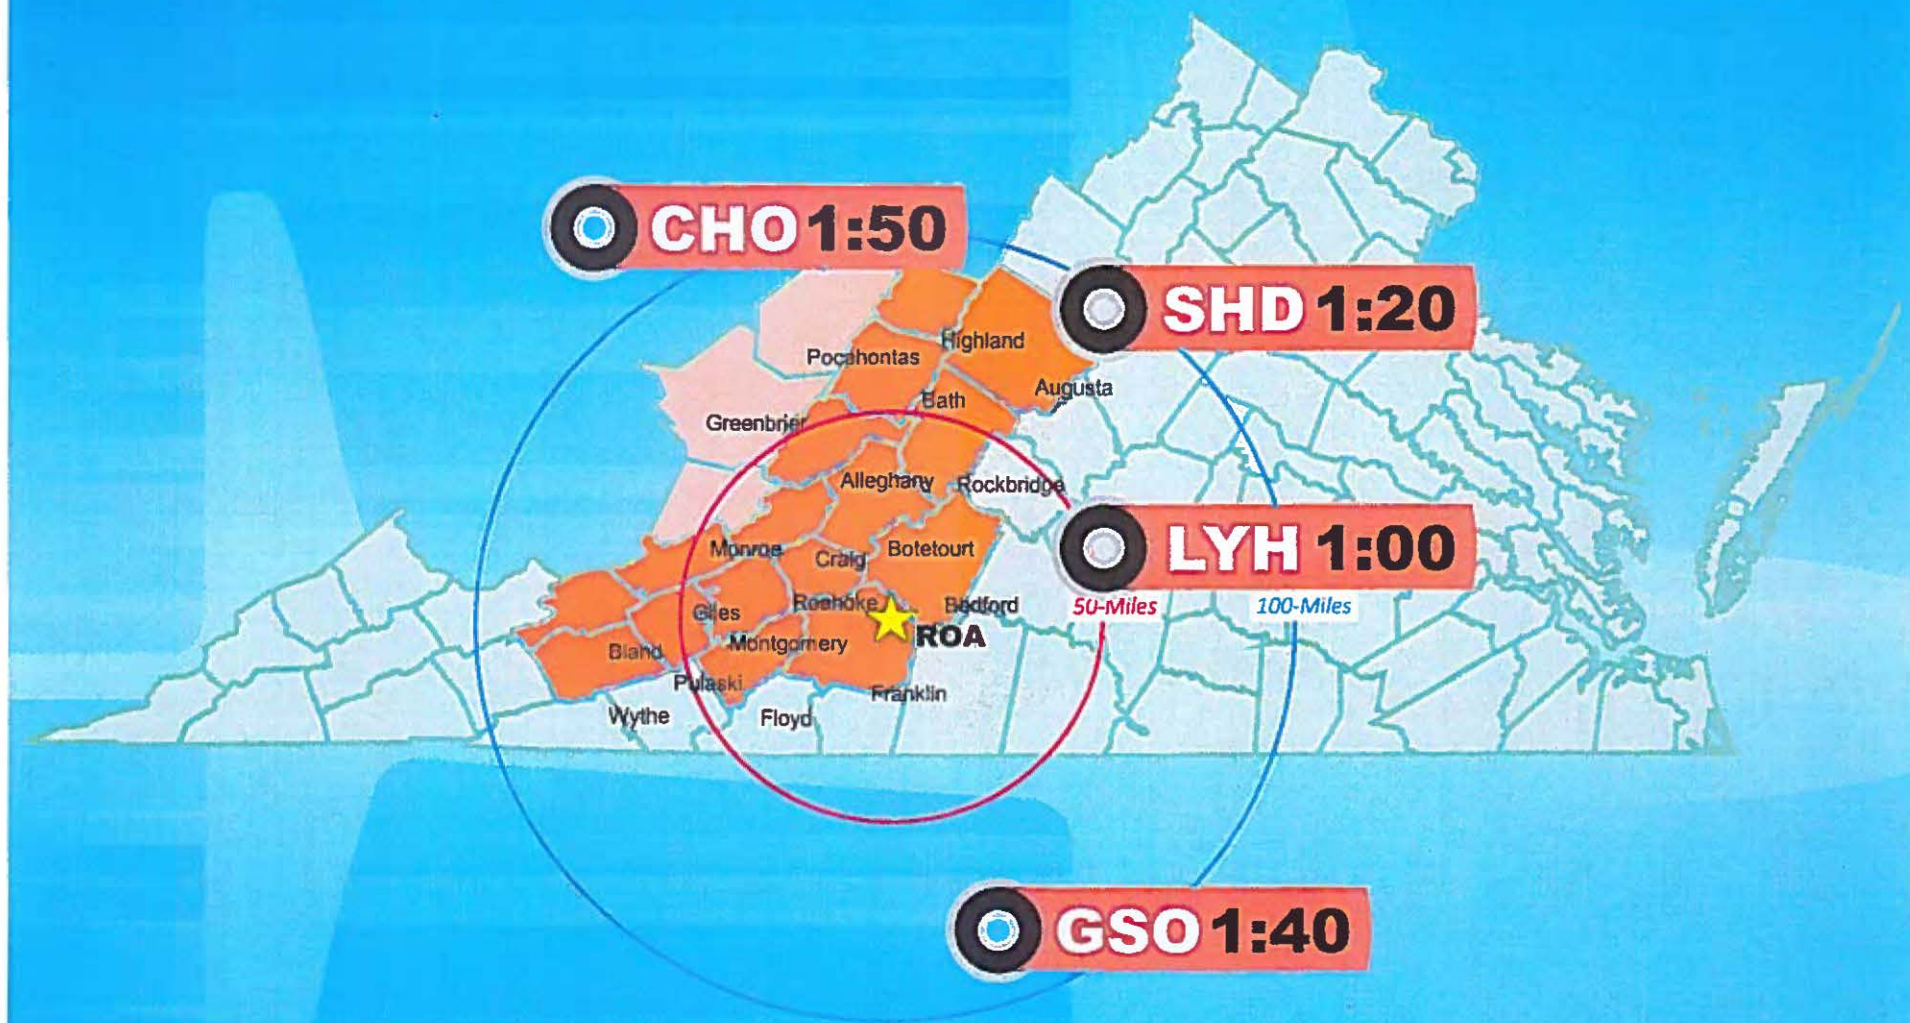 CHO 1:50
SHD 1:20
Highland
Pocahontas
Augusta
Bath
Greenbrier
Alleghany
Rockbridge
LYH 1:00
Monroe
Craig
Botetourt
Giles
Roanoke
Bedford
50-Miles
100-Miles
ROA
Montgomery
Bland
Pulaski
Franklin
Wythe
Floyd
GSO 1:40